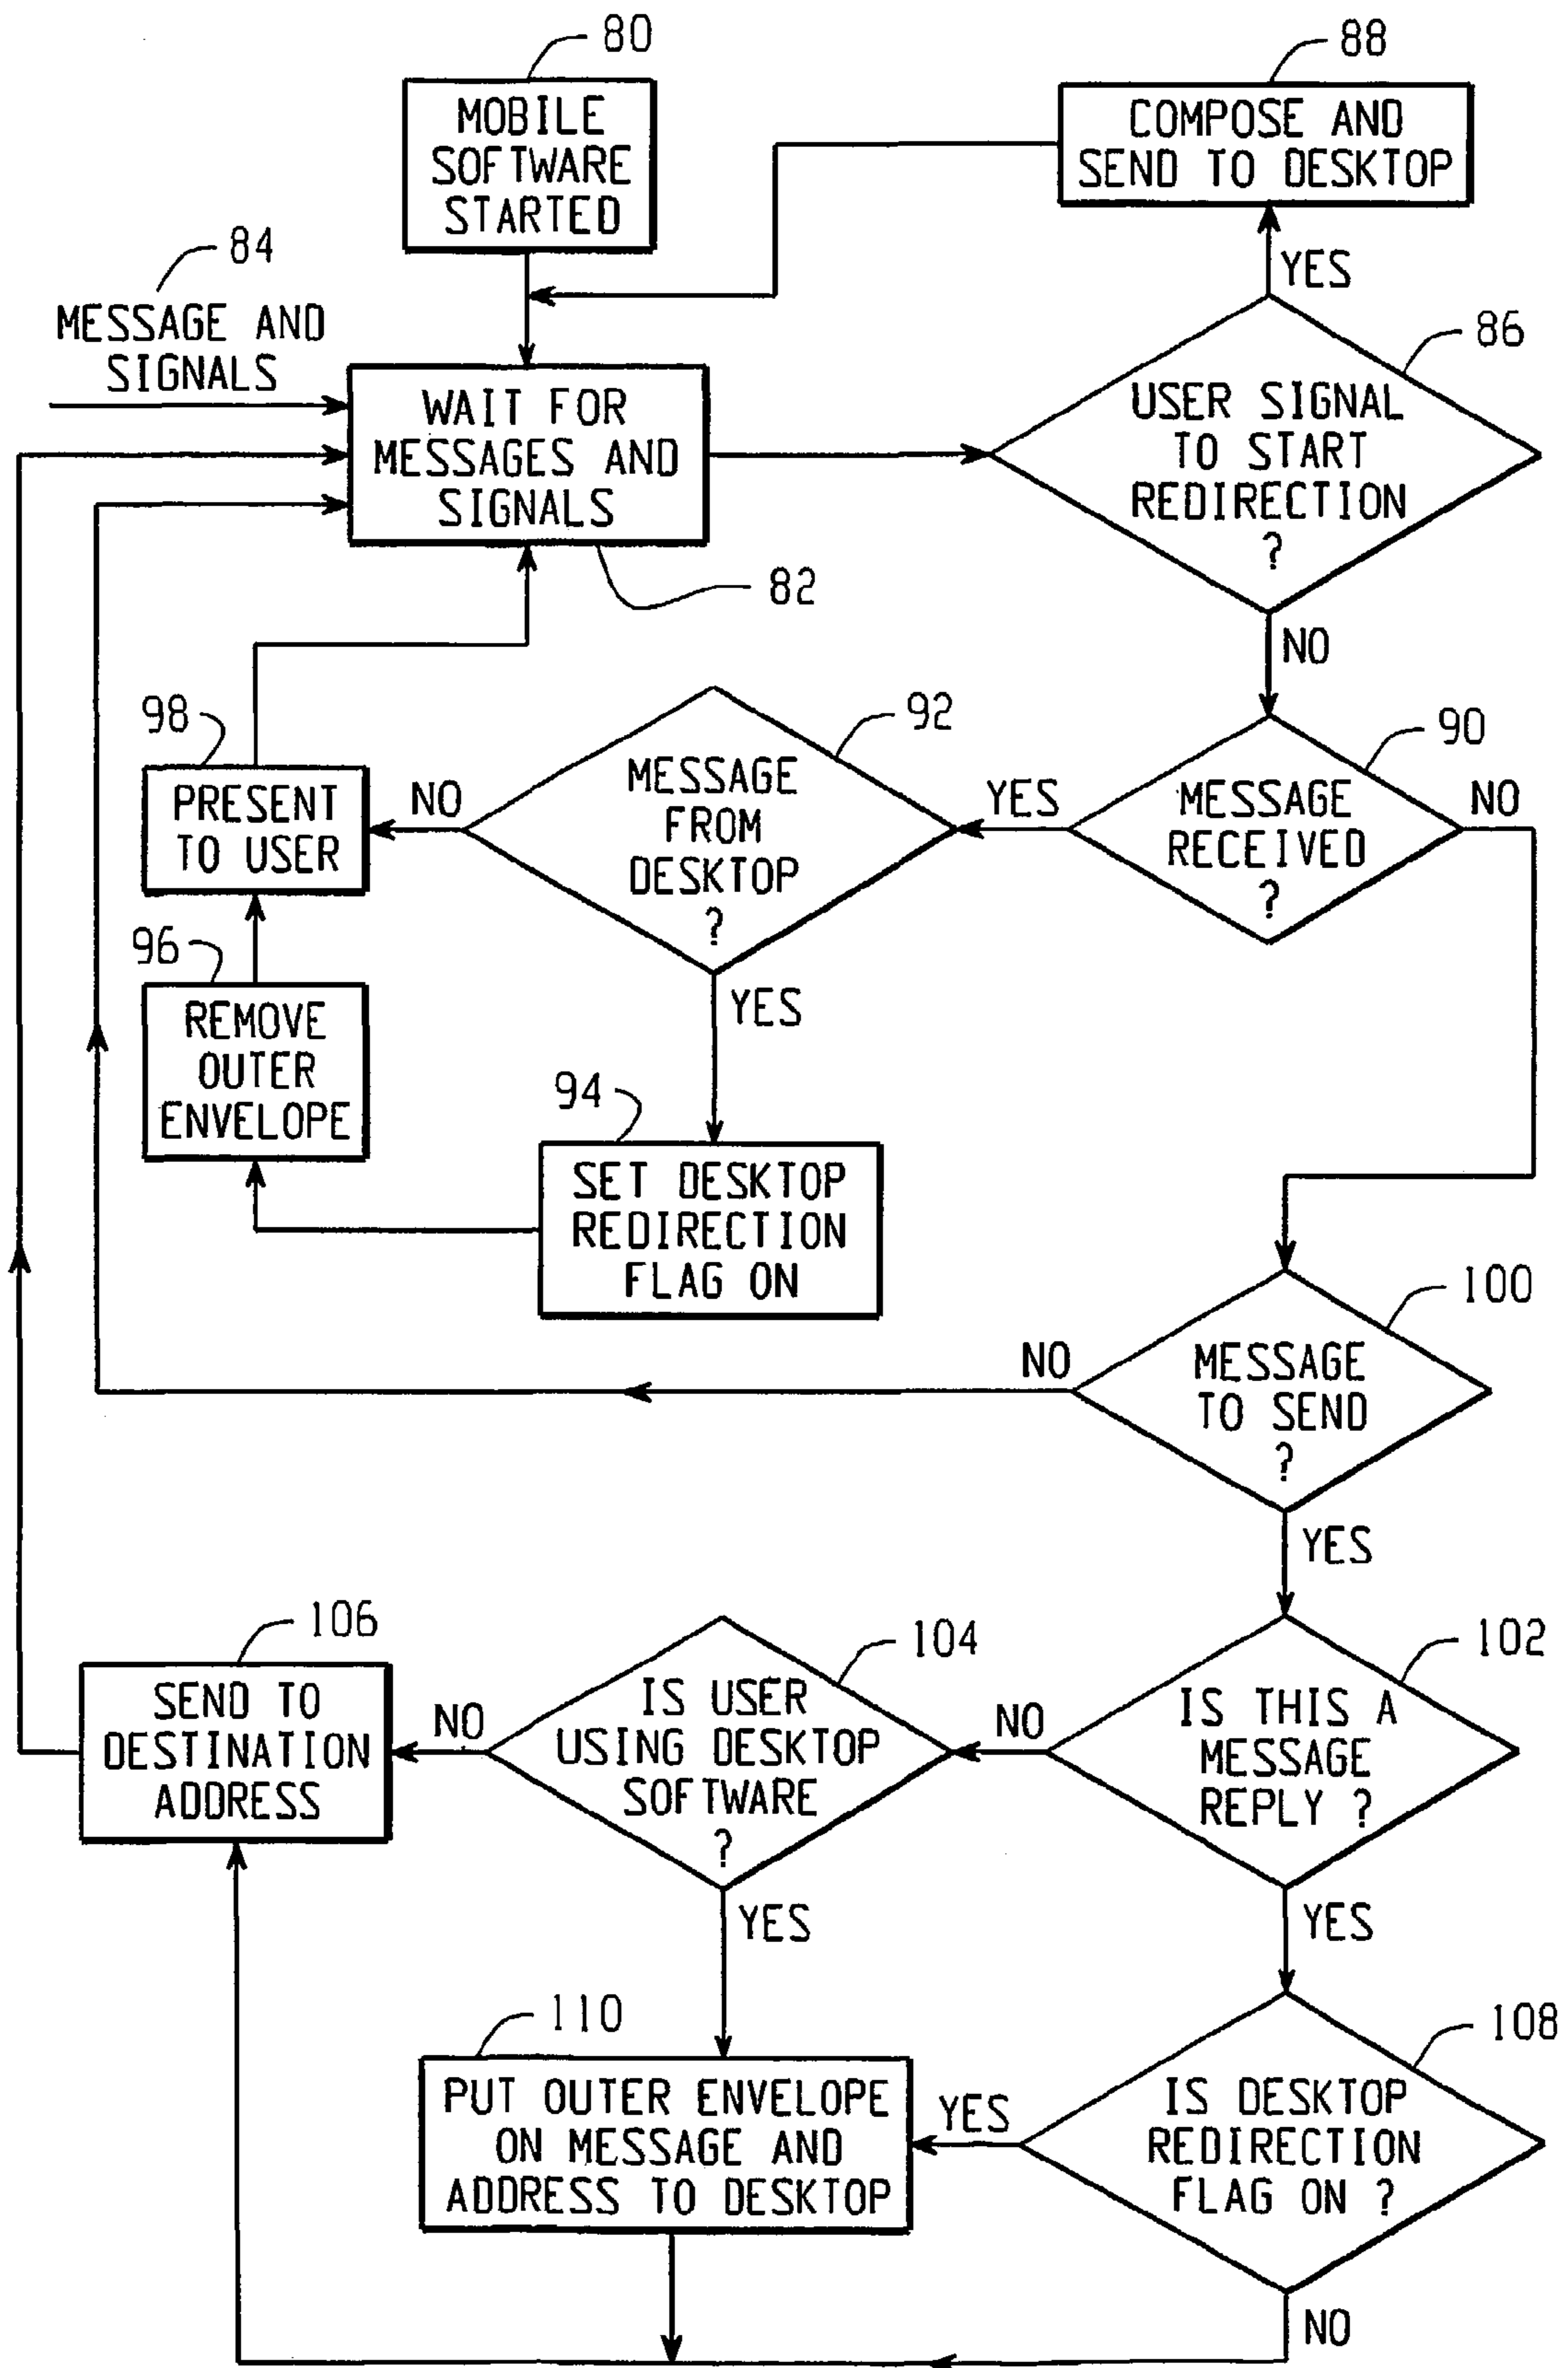 80
MOBILE
SOFTWARE
STARTED
88
COMPOSE AND
SEND TO DESKTOP
YES
84
MESSAGE AND
SIGNALS
86
USER SIGNAL
TO START
REDIRECTION
?
WAIT FOR
MESSAGES AND
SIGNALS
82
NO
98
PRESENT
TO USER
NO
92
MESSAGE
FROM
DESKTOP
?
YES
90
MESSAGE
RECEIVED
?
NO
96
REMOVE
OUTER
ENVELOPE
YES
94
SET DESKTOP
REDIRECTION
FLAG ON
100
NO
MESSAGE
TO SEND
?
YES
106
SEND TO
DESTINATION
ADDRESS
NO
104
IS USER
USING DESKTOP
SOFTWARE
?
NO
102
IS THIS A
MESSAGE
REPLY ?
YES
YES
110
PUT OUTER ENVELOPE
ON MESSAGE AND
ADDRESS TO DESKTOP
YES
108
IS DESKTOP
REDIRECTION
FLAG ON ?
NO